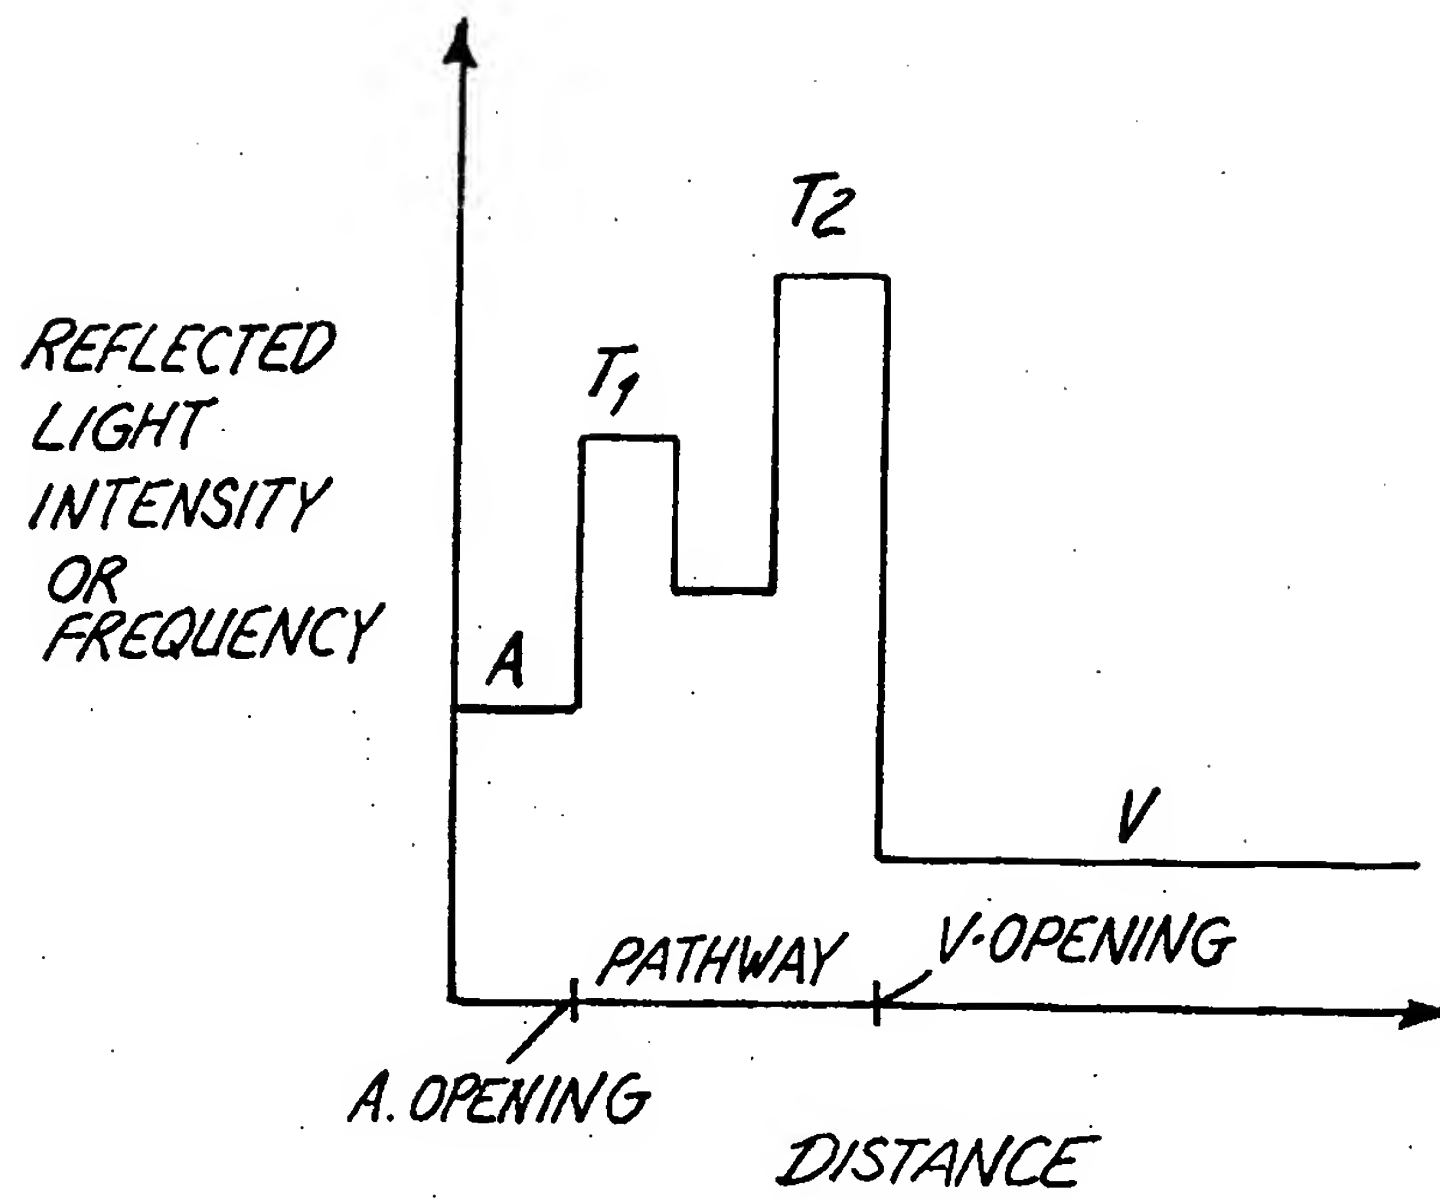 T2
T1
REFLECTED
LIGHT
INTENSITY
OR
FREQUENCY
A
V
PATHWAY
V-OPENING
A. OPENING
DISTANCE